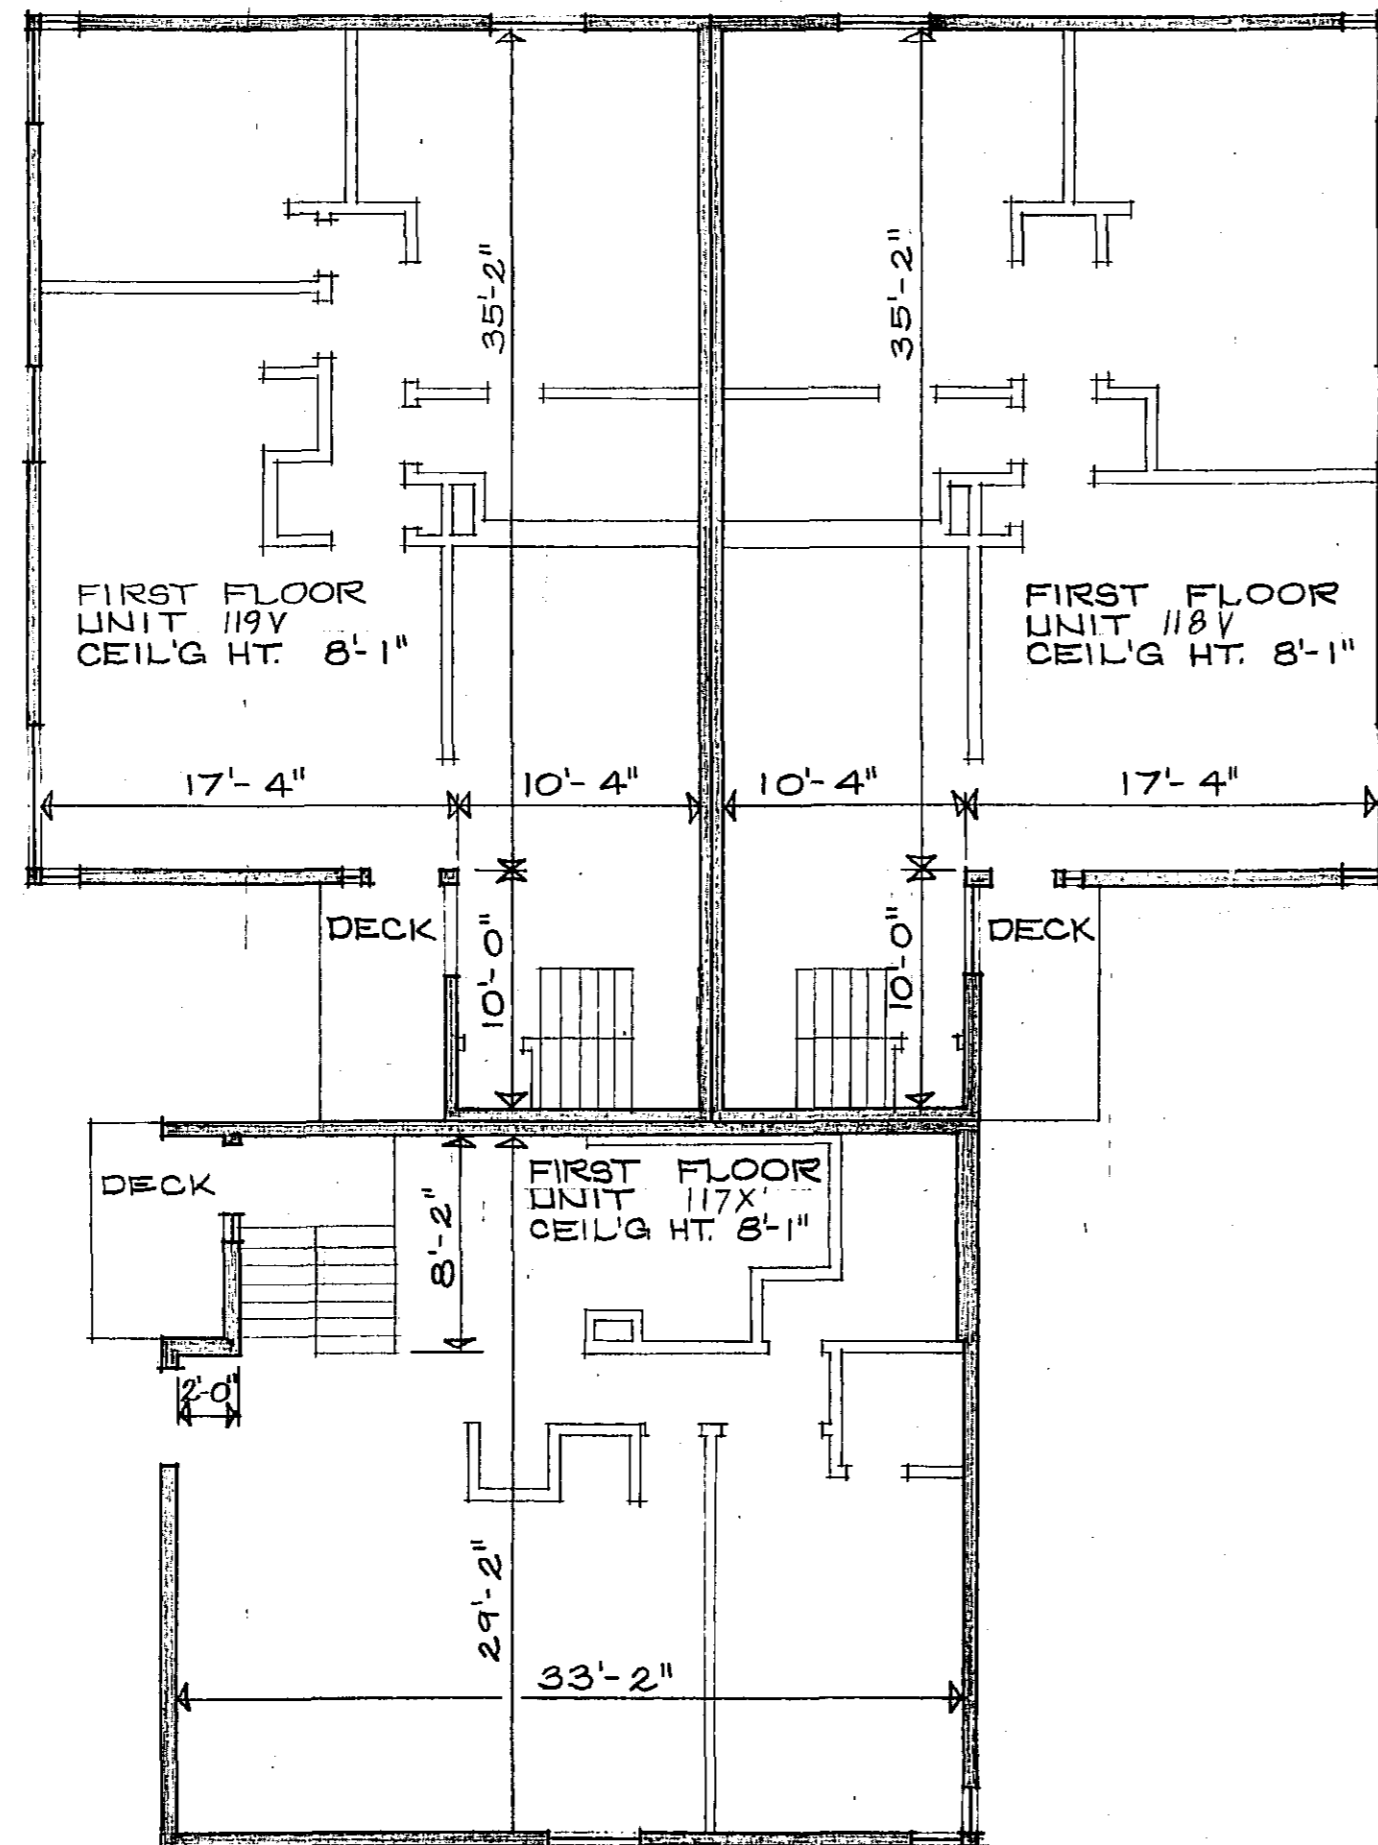 35'-2"
35'-2"
FIRST FLOOR
UNIT 119V
CEIL'G HT. 8'-1"
FIRST FLOOR
UNIT 118V
CEIL'G HT. 8'-1"
17'-4"
10'-4"
10'-4"
17'-4"
DECK
10'-0"
10'-0"
DECK
DECK
8'-2"
FIRST FLOOR
UNIT 117X
CEIL'G HT. 8'-1"
2'-0"
29'-2"
33'-2"